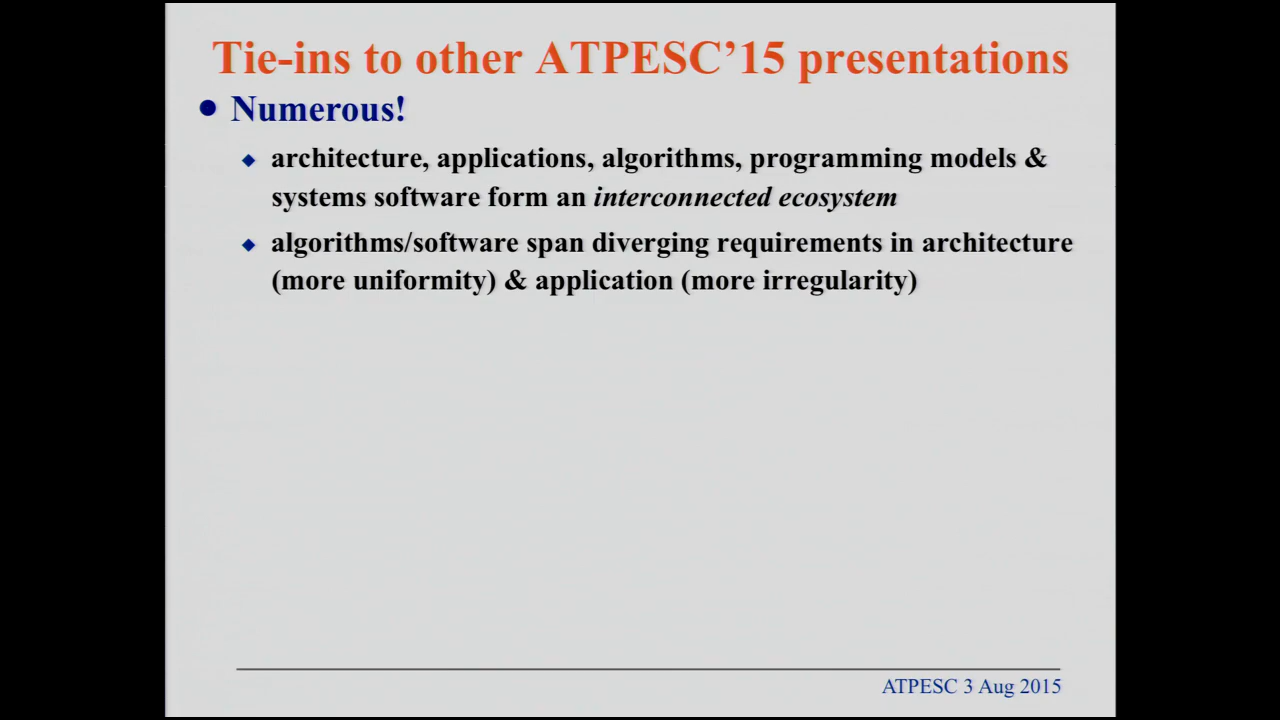 Tie-ins to other ATPESC’15 presentations
● Numerous!
◆ architecture, applications, algorithms, programming models &
systems software form an interconnected ecosystem
◆ algorithms/software span diverging requirements in architecture
(more uniformity) & application (more irregularity)
ATPESC 3 Aug 2015